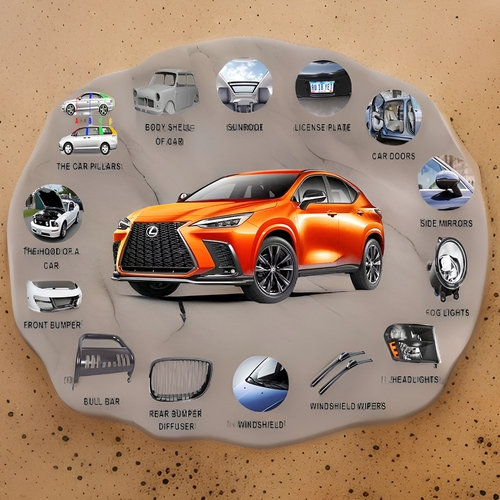 BODY SHELL
OF CAR
SUNROOF
LICENSE PLATE
CAR DOORS
THE CAR PILLARS
SIDE MIRRORS
THE HOOD OF A
CAR
FOG LIGHTS
FRONT BUMPER
HEADLIGHTS
BULL BAR
REAR BUMPER
DIFFUSER
WINDSHIELD
WINDSHIELD WIPERS